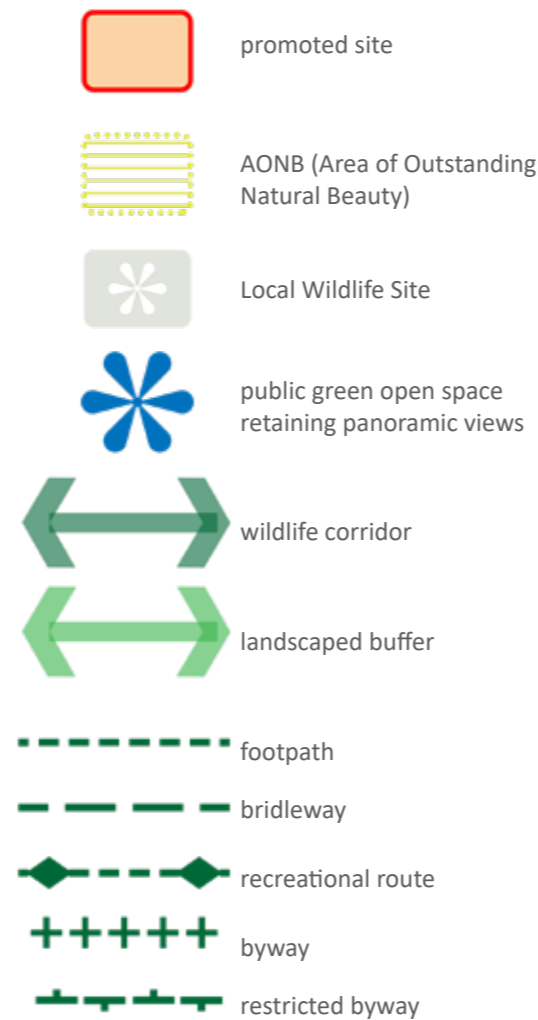 promoted site
AONB (Area of Outstanding
Natural Beauty)
Local Wildlife Site
public green open space
retaining panoramic views
wildlife corridor
landscaped buffer
footpath
bridleway
recreational route
byway
restricted byway